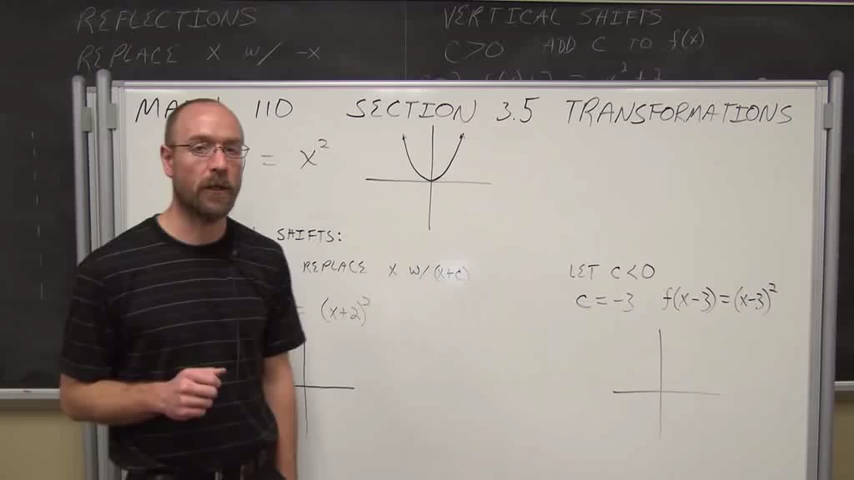 REFLECTIONS
REPLACE X W/ -X
VERTICAL SHIFTS
C>0 ADD C TO f(x)
110 SECTION 3.5 TRANSFORMATIONS
= x²
SHIFTS:
REPLACE X W/(x+c)
= (x+2)²
LET C<0
C=-3 f(x-3)=(x-3)²